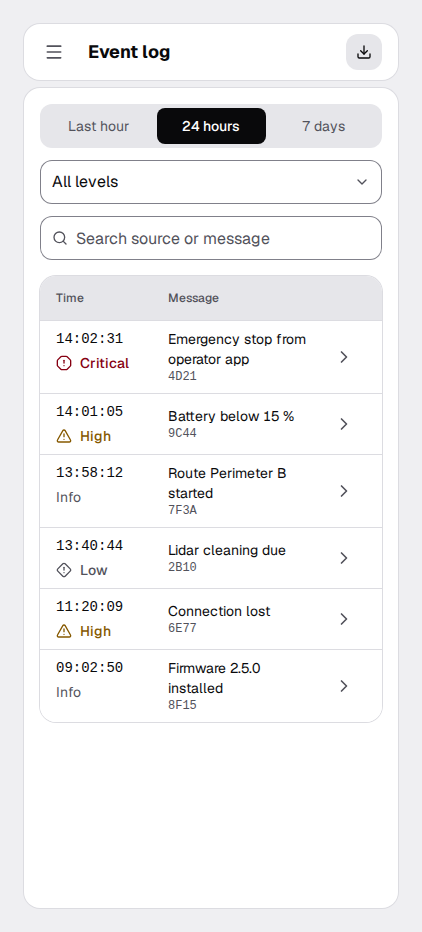 Event log
Last hour
24 hours
7 days
All levels
Search source or message
Time
Message
14:02:31
Critical
Emergency stop from
operator app
4D21
14:01:05
High
Battery below 15 %
9C44
13:58:12
Info
Route Perimeter B
started
7F3A
13:40:44
Low
Lidar cleaning due
2B10
11:20:09
High
Connection lost
6E77
09:02:50
Info
Firmware 2.5.0
installed
8F15